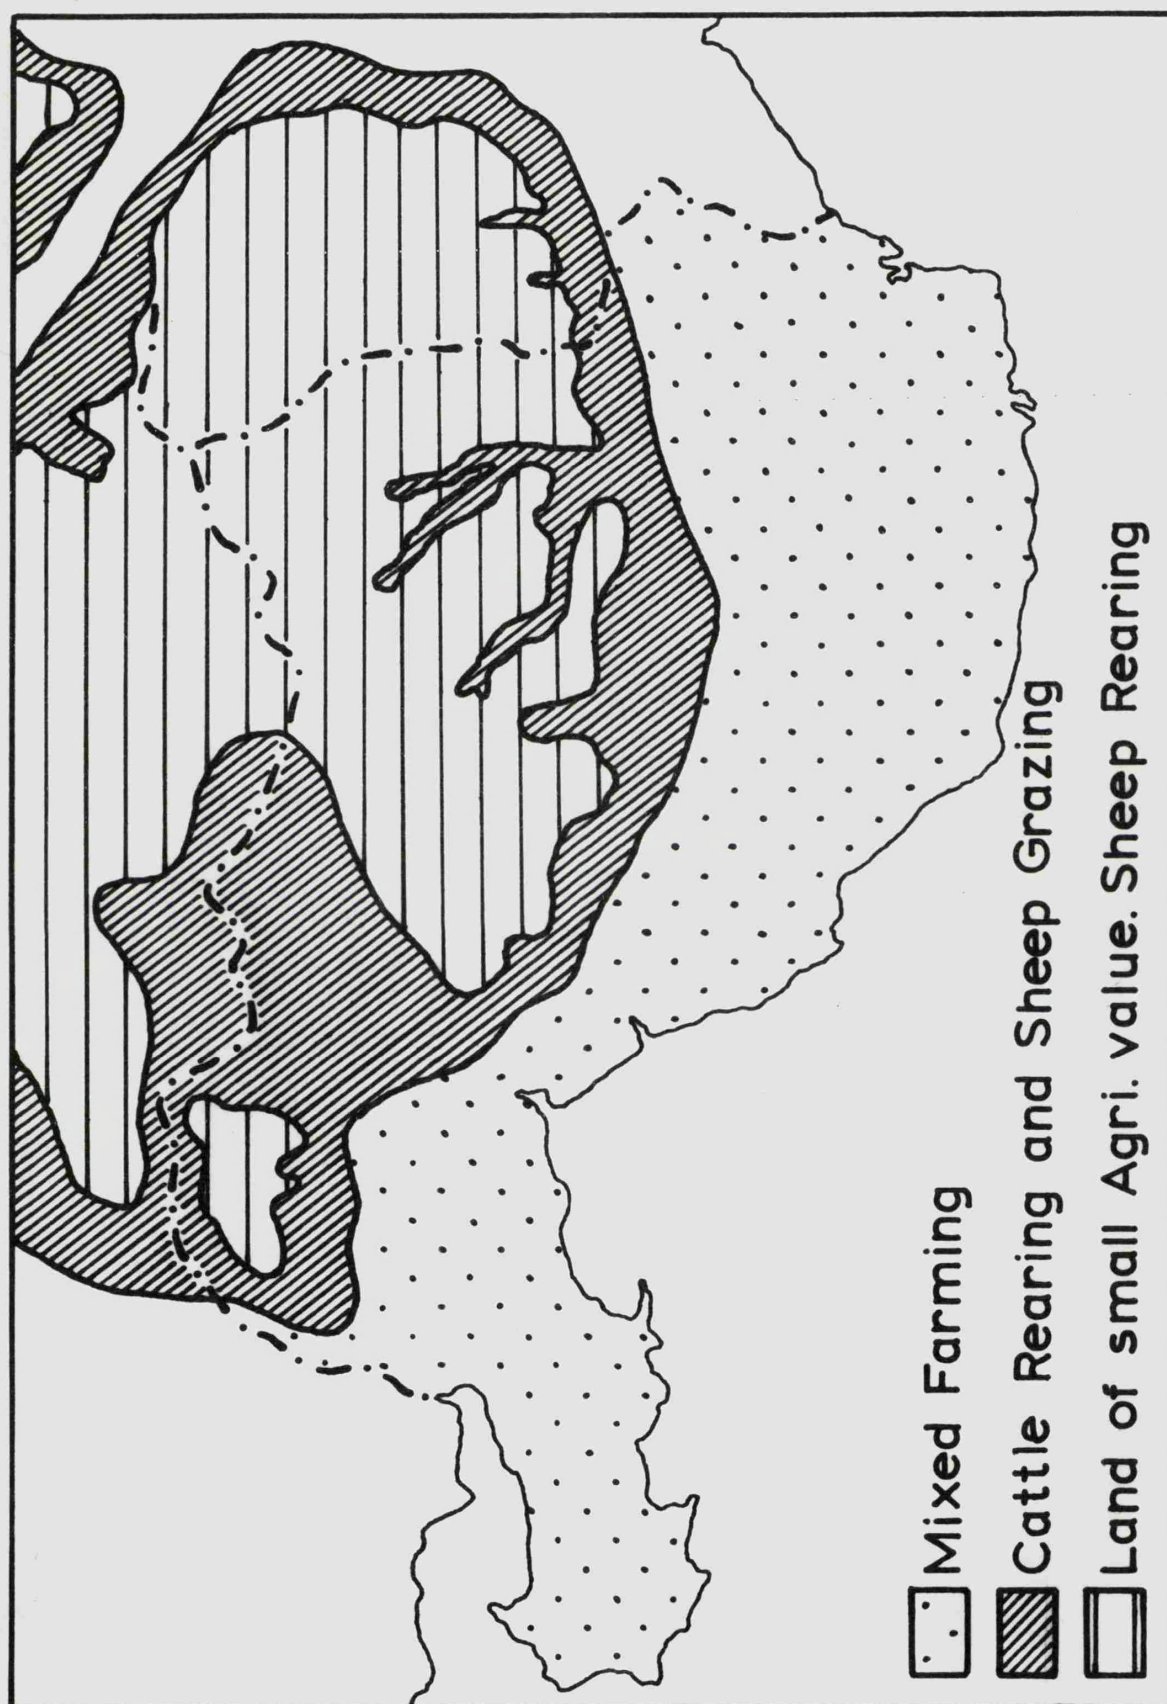 Mixed Farming
Cattle Rearing and Sheep Grazing
Land of small Agri. value. Sheep Rearing